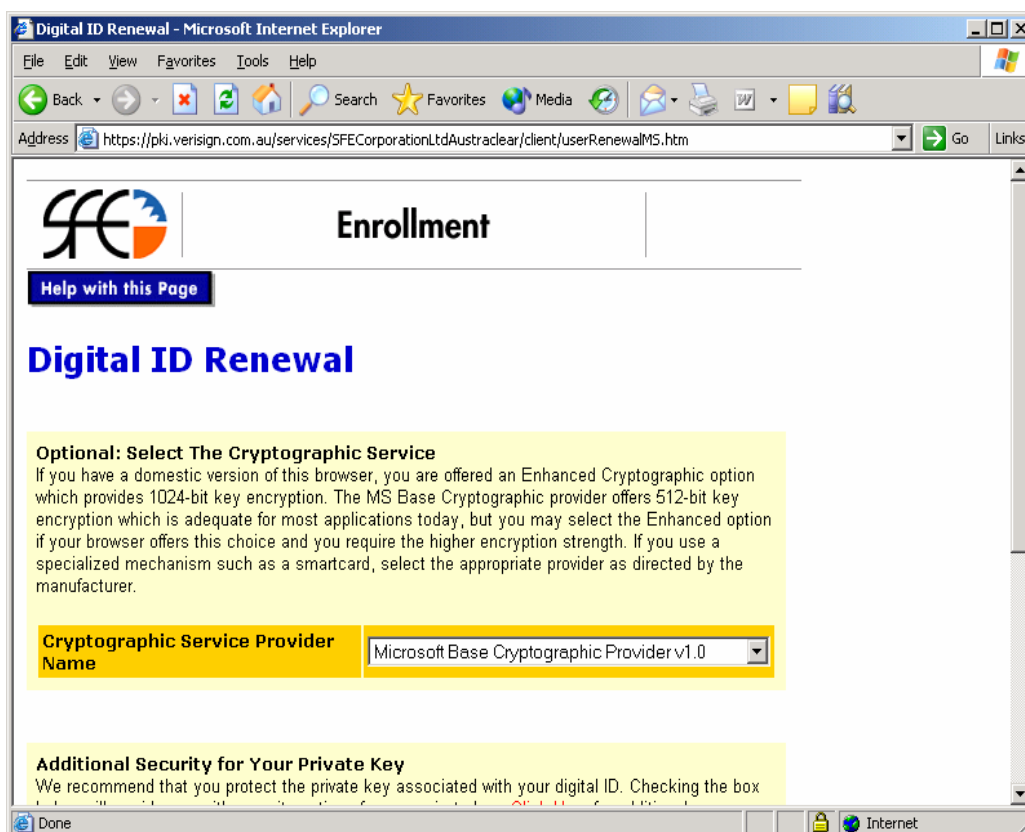 Digital ID Renewal - Microsoft Internet Explorer
File Edit View Favorites Tools Help
Back Search Favorites Media
Address https://pki.verisign.com.au/services/SFECorporationLtdAustraclear/client/userRenewalMS.htm Go Links
SFE Enrollment
Help with this Page
Digital ID Renewal
Optional: Select The Cryptographic Service
If you have a domestic version of this browser, you are offered an Enhanced Cryptographic option
which provides 1024-bit key encryption. The MS Base Cryptographic provider offers 512-bit key
encryption which is adequate for most applications today, but you may select the Enhanced option
if your browser offers this choice and you require the higher encryption strength. If you use a
specialized mechanism such as a smartcard, select the appropriate provider as directed by the
manufacturer.
Cryptographic Service Provider
Name
Microsoft Base Cryptographic Provider v1.0
Additional Security for Your Private Key
We recommend that you protect the private key associated with your digital ID. Checking the box
Done Internet